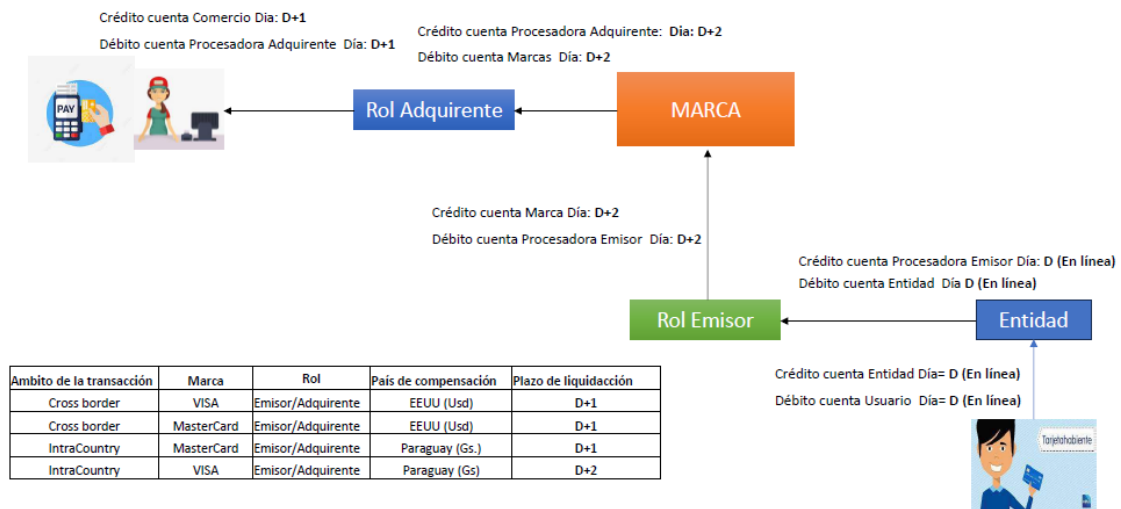 Crédito cuenta Comercio Dia: D+1
Débito cuenta Procesadora Adquirente Día: D+1
Crédito cuenta Procesadora Adquirente: Dia: D+2
Débito cuenta Marcas Día: D+2
PAY
Rol Adquirente
MARCA
Crédito cuenta Marca Día: D+2
Débito cuenta Procesadora Emisor Día: D+2
Crédito cuenta Procesadora Emisor Día: D (En línea)
Débito cuenta Entidad Día D (En línea)
Rol Emisor
Entidad
Crédito cuenta Entidad Día= D (En línea)
Débito cuenta Usuario Día= D (En línea)
Tarjetahabiente
Ambito de la transacción Marca Rol País de compensación Plazo de liquidacción
Cross border VISA Emisor/Adquirente EEUU (Usd) D+1
Cross border MasterCard Emisor/Adquirente EEUU (Usd) D+1
IntraCountry MasterCard Emisor/Adquirente Paraguay (Gs.) D+1
IntraCountry VISA Emisor/Adquirente Paraguay (Gs) D+2